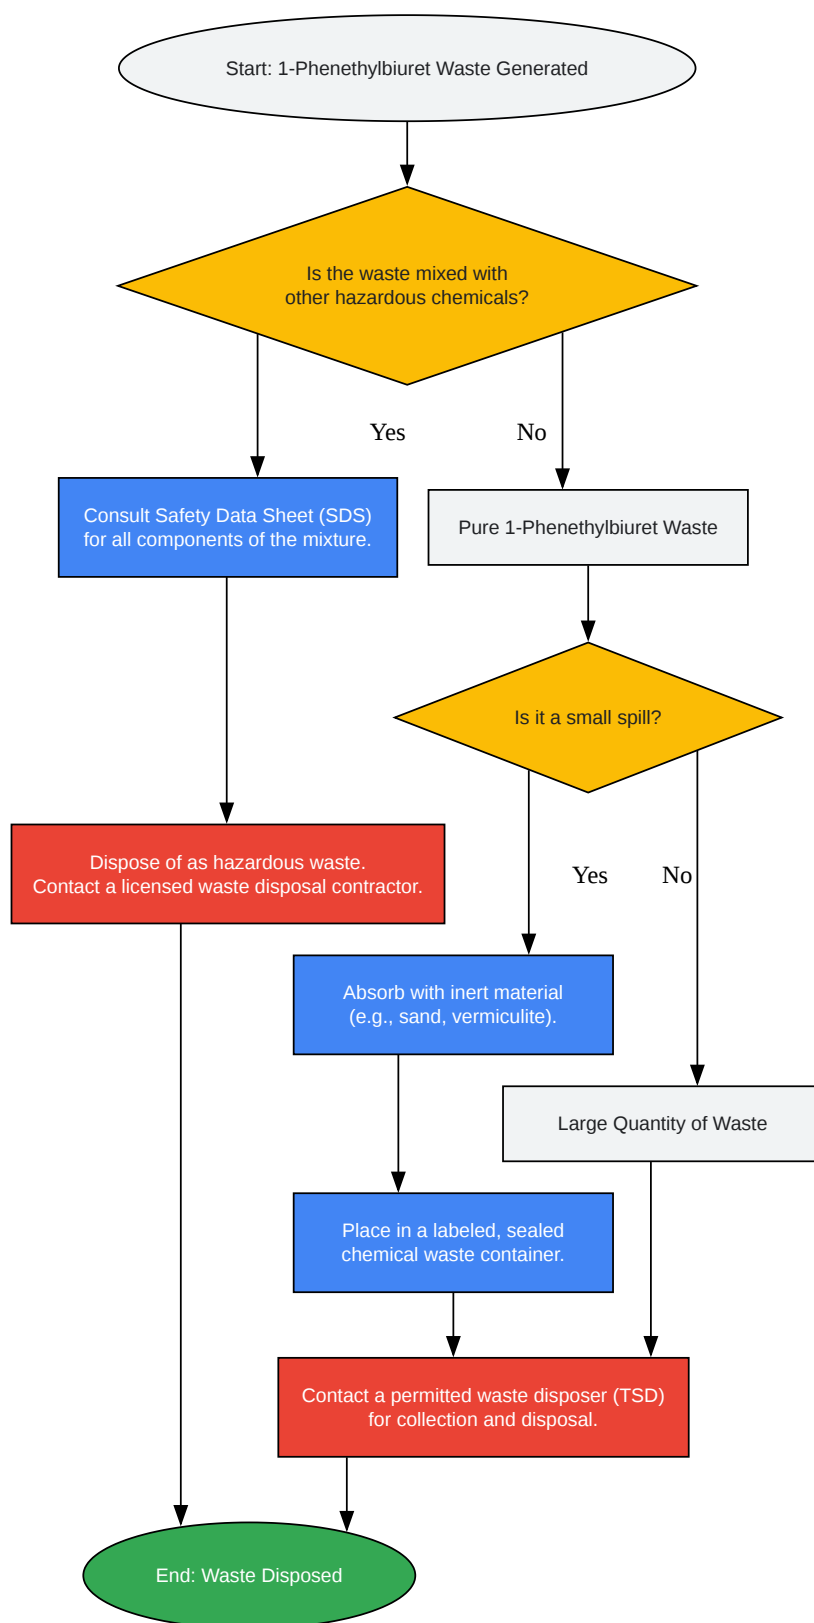 Start: 1-Phenethylbiuret Waste Generated
Is the waste mixed with
other hazardous chemicals?
Yes
No
Consult Safety Data Sheet (SDS)
for all components of the mixture.
Pure 1-Phenethylbiuret Waste
Is it a small spill?
Dispose of as hazardous waste.
Contact a licensed waste disposal contractor.
Yes
No
Absorb with inert material
(e.g., sand, vermiculite).
Large Quantity of Waste
Place in a labeled, sealed
chemical waste container.
Contact a permitted waste disposer (TSD)
for collection and disposal.
End: Waste Disposed